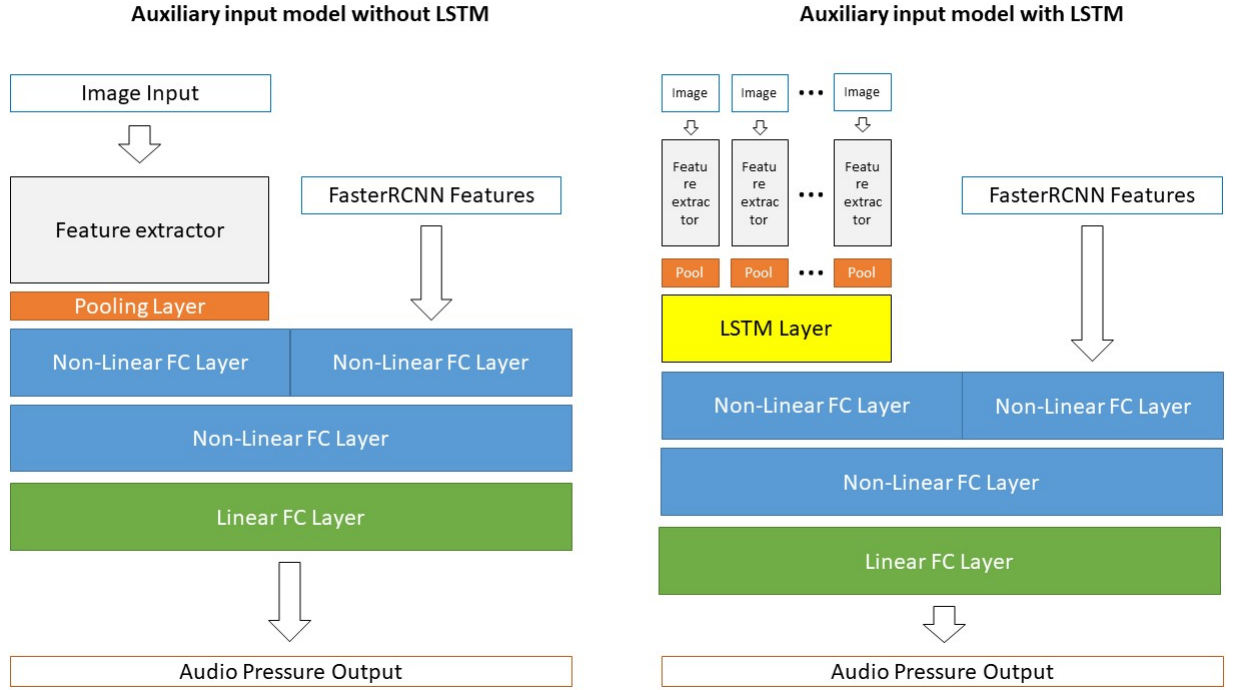 Auxiliary input model without LSTM
Image Input
Feature extractor
FasterRCNN Features
Pooling Layer
Non-Linear FC Layer
Non-Linear FC Layer
Non-Linear FC Layer
Linear FC Layer
Audio Pressure Output
Auxiliary input model with LSTM
Image
Image
•••
Image
Featu
re
extrac
tor
Featu
re
extrac
tor
•••
Featu
re
extrac
tor
FasterRCNN Features
Pool
Pool
•••
Pool
LSTM Layer
Non-Linear FC Layer
Non-Linear FC Layer
Non-Linear FC Layer
Linear FC Layer
Audio Pressure Output